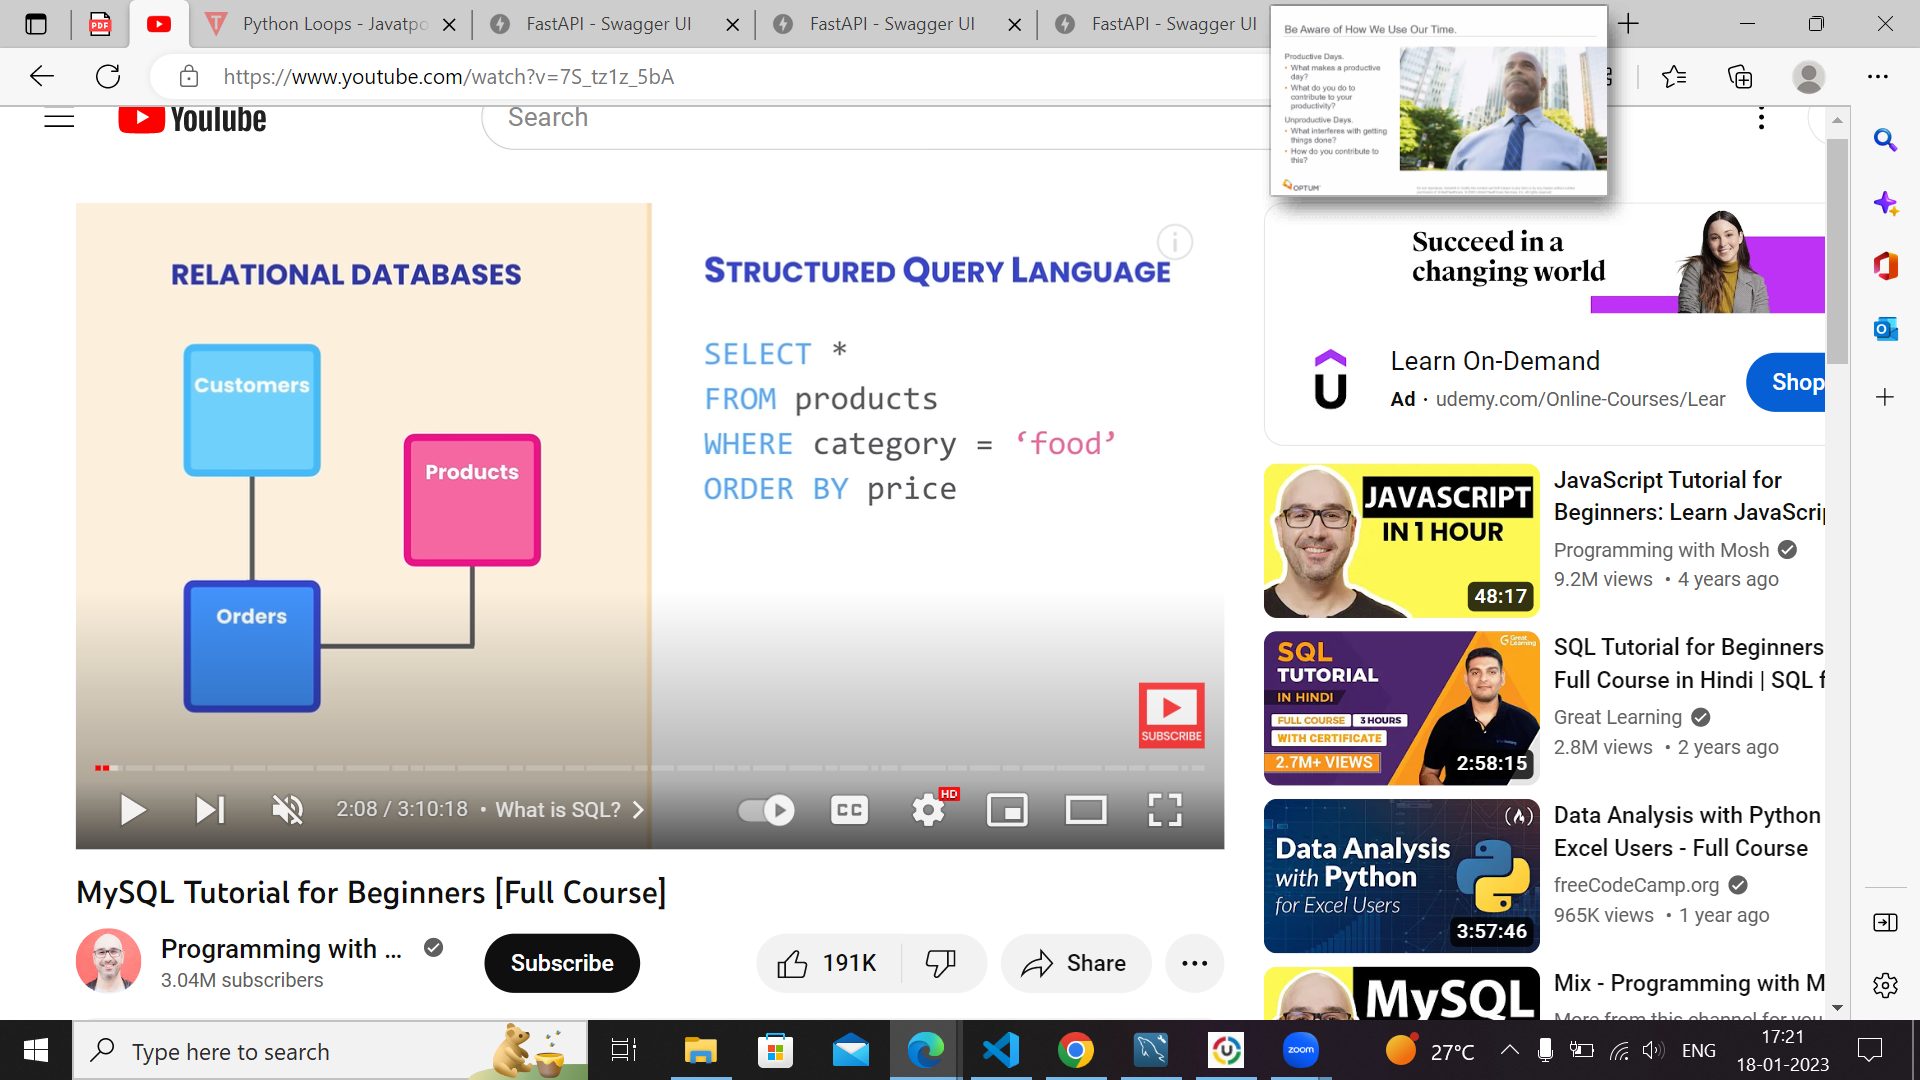 Python Loops - Javatpo
FastAPI - Swagger UI
FastAPI - Swagger UI
FastAPI - Swagger UI
https://www.youtube.com/watch?v=7S_tz1z_5bA
Be Aware of How We Use Our Time.
Productive Days.
• What makes a productive
day?
• What do you do to
contribute to your
productivity?
Unproductive Days.
• What interferes with getting
things done?
• How do you contribute to
this?
OPTUM
YouTube
Search
RELATIONAL DATABASES
Customers
Products
Orders
STRUCTURED QUERY LANGUAGE
SELECT *
FROM products
WHERE category = ‘food’
ORDER BY price
SUBSCRIBE
2:08 / 3:10:18 • What is SQL?
CC
HD
MySQL Tutorial for Beginners [Full Course]
Programming with ...
3.04M subscribers
Subscribe
191K
Share
Succeed in a
changing world
Learn On-Demand
Ad · udemy.com/Online-Courses/Lear
Shop
JAVASCRIPT
IN 1 HOUR
48:17
JavaScript Tutorial for
Beginners: Learn JavaScrip
Programming with Mosh
9.2M views • 4 years ago
Great Learning
SQL
TUTORIAL
IN HINDI
FULL COURSE 3 HOURS
WITH CERTIFICATE
2.7M+ VIEWS
2:58:15
SQL Tutorial for Beginners
Full Course in Hindi | SQL f
Great Learning
2.8M views • 2 years ago
Data Analysis
with Python
for Excel Users
3:57:46
Data Analysis with Python
Excel Users - Full Course
freeCodeCamp.org
965K views • 1 year ago
MySQL
Mix - Programming with M
More from this channel for you
Type here to search
zoom
27°C
ENG
17:21
18-01-2023